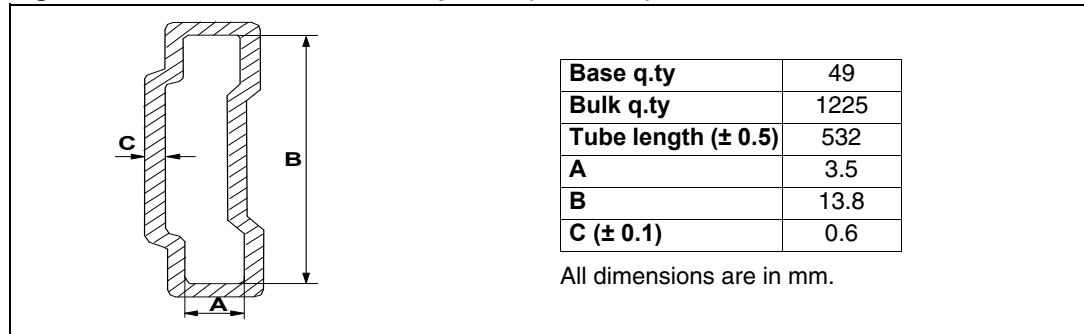 C
B
A
Base q.ty 49
Bulk q.ty 1225
Tube length (± 0.5) 532
A 3.5
B 13.8
C (± 0.1) 0.6
All dimensions are in mm.